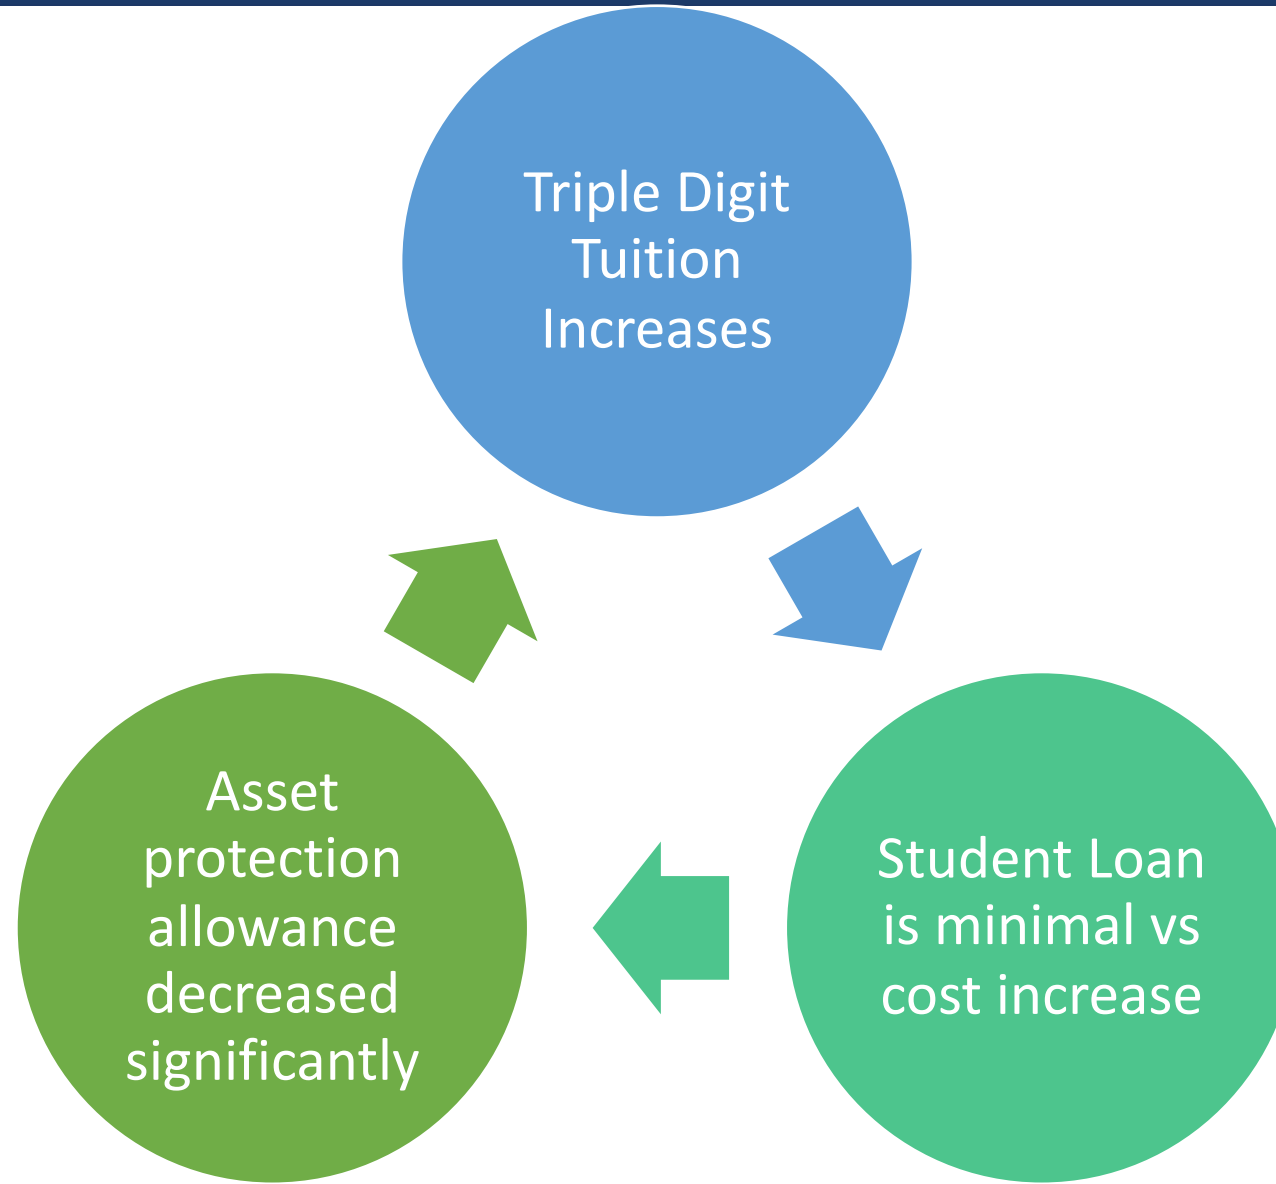 Triple Digit
Tuition
Increases
Student Loan
is minimal vs
cost increase
Asset
protection
allowance
decreased
significantly